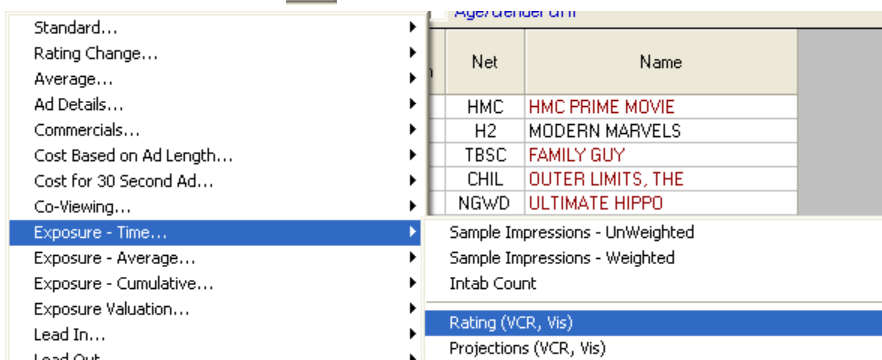 Age/Gender
Standard...
Rating Change...
Average...
Ad Details...
Commercials...
Cost Based on Ad Length...
Cost for 30 Second Ad...
Co-Viewing...
Exposure - Time...
Exposure - Average...
Exposure - Cumulative...
Exposure Valuation...
Lead In...
Lead Out
Net Name
HMC HMC PRIME MOVIE
H2 MODERN MARVELS
TBSC FAMILY GUY
CHIL OUTER LIMITS, THE
NGWD ULTIMATE HIPPO
Sample Impressions - UnWeighted
Sample Impressions - Weighted
Intab Count
Rating (VCR, Vis)
Projections (VCR, Vis)